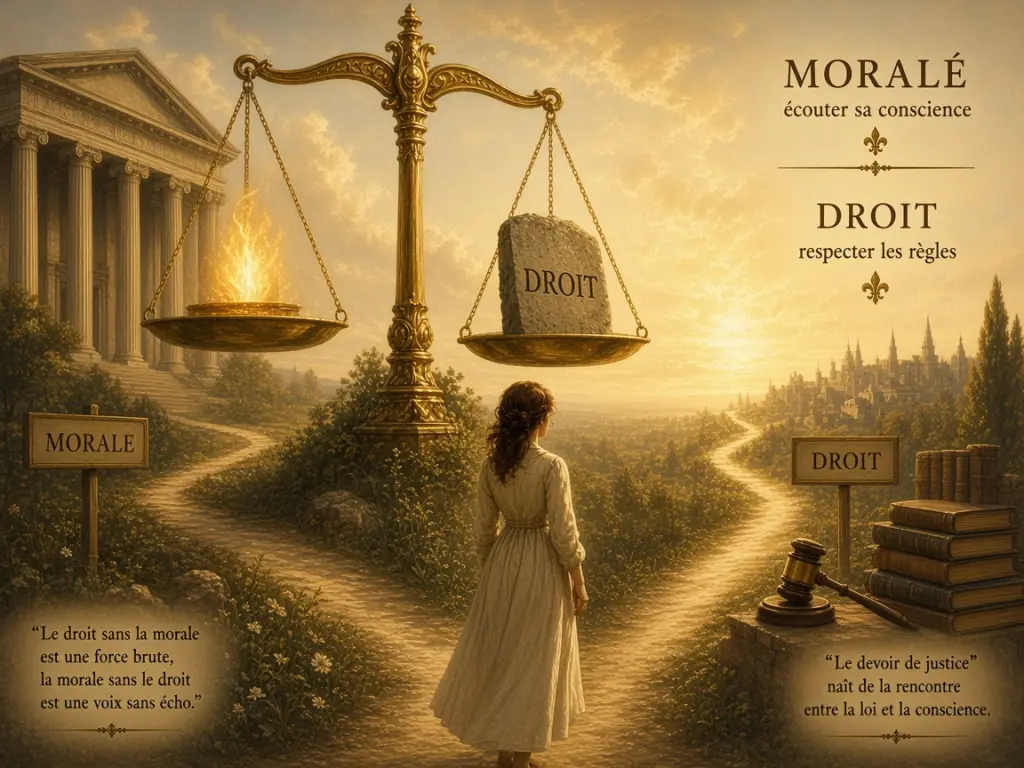 MORALÉ
écouter sa conscience
DROIT
respecter les règles
DROIT
MORALE
DROIT
“Le droit sans la morale
est une force brute,
la morale sans le droit
est une voix sans écho.”
“Le devoir de justice”
naît de la rencontre
entre la loi et la conscience.